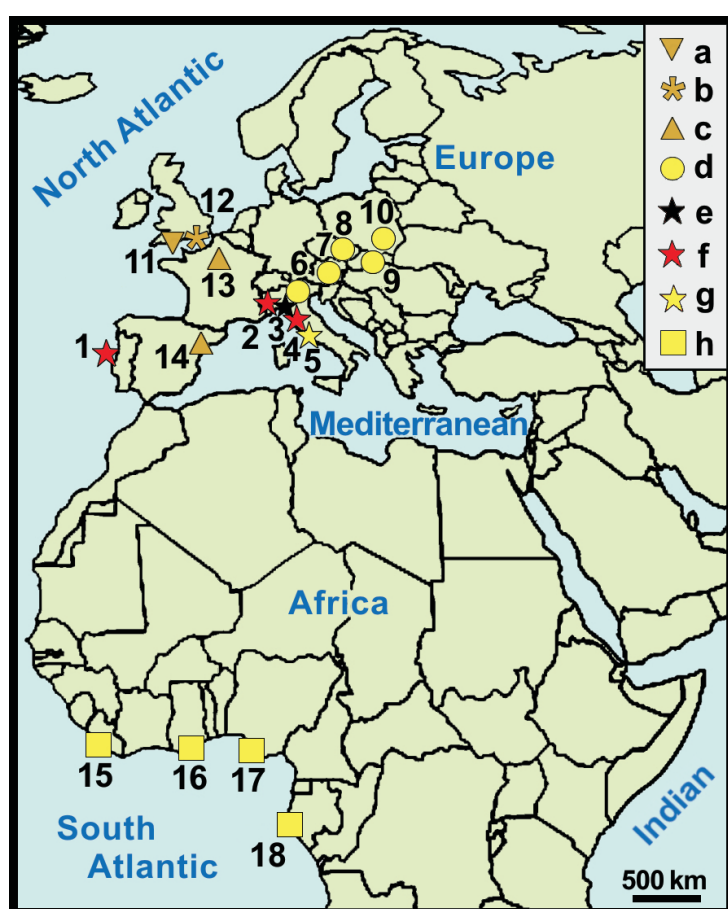 North Atlantic
Europe
a
b
c
d
e
f
g
h
12
11
13
14
1
2
3
4
5
6
7
8
9
10
Mediterranean
Africa
15
16
17
18
South
Atlantic
Indian
500 km